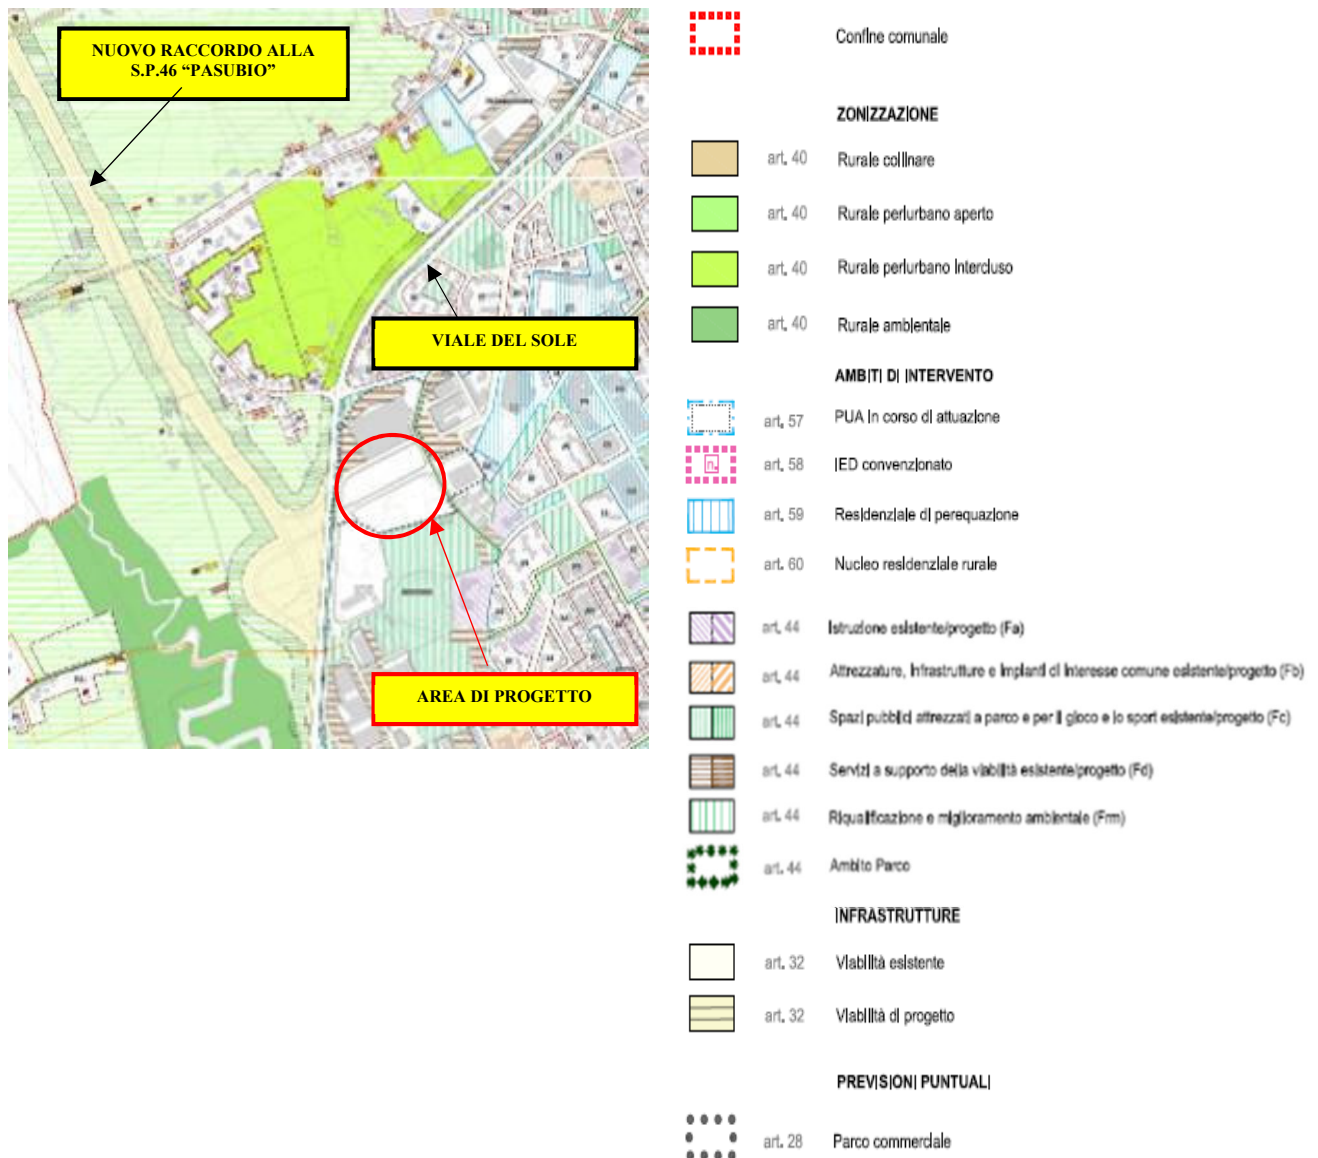 NUOVO RACCORDO ALLA
S.P.46 “PASUBIO”
VIALE DEL SOLE
AREA DI PROGETTO
Confine comunale
ZONIZZAZIONE
art. 40 Rurale collinare
art. 40 Rurale periurbano aperto
art. 40 Rurale periurbano intercluso
art. 40 Rurale ambientale
AMBITI DI INTERVENTO
art. 57 PUA in corso di attuazione
n. art. 58 IED convenzionato
art. 59 Residenziale di perequazione
art. 60 Nucleo residenziale rurale
art. 44 Istruzione esistente/progetto (Fa)
art. 44 Attrezzature, infrastrutture e impianti di interesse comune esistente/progetto (Fb)
art. 44 Spazi pubblici attrezzati a parco e per il gioco e lo sport esistente/progetto (Fc)
art. 44 Servizi a supporto della viabilità esistente/progetto (Fd)
art. 44 Riqualificazione e miglioramento ambientale (Frm)
art. 44 Ambito Parco
INFRASTRUTTURE
art. 32 Viabilità esistente
art. 32 Viabilità di progetto
PREVISIONI PUNTUALI
art. 28 Parco commerciale